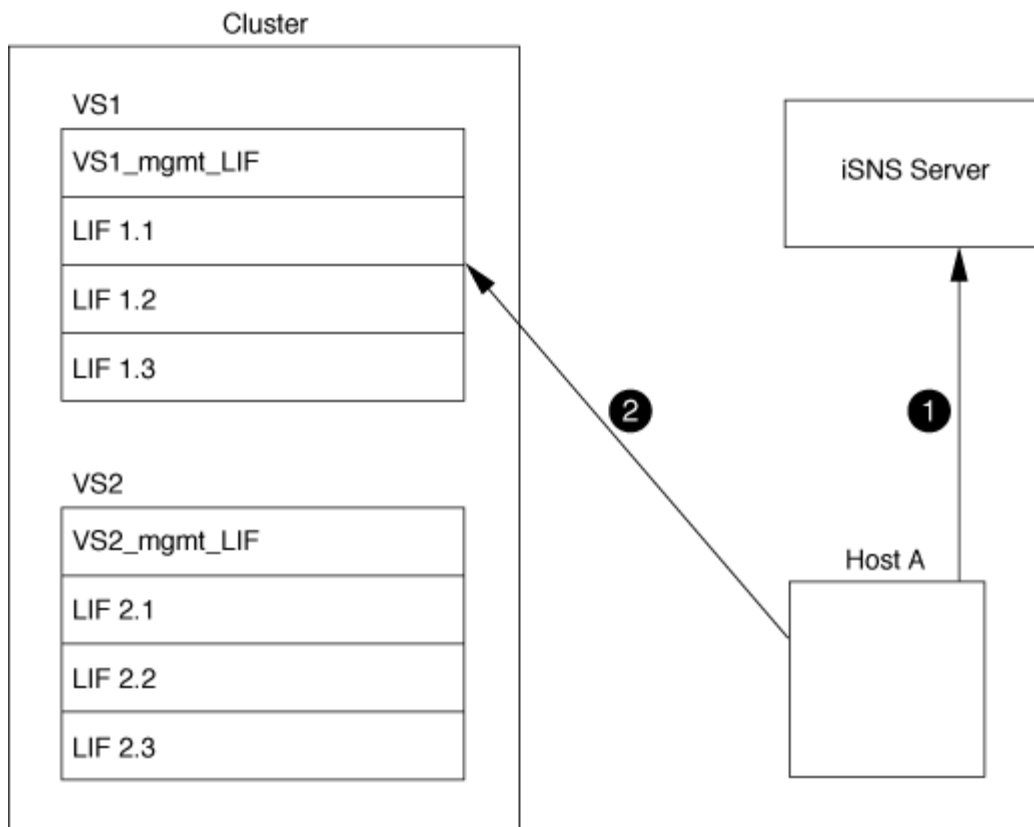 Cluster
VS1
VS1_mgmt_LIF
LIF 1.1
LIF 1.2
LIF 1.3
VS2
VS2_mgmt_LIF
LIF 2.1
LIF 2.2
LIF 2.3
iSNS Server
2
1
Host A